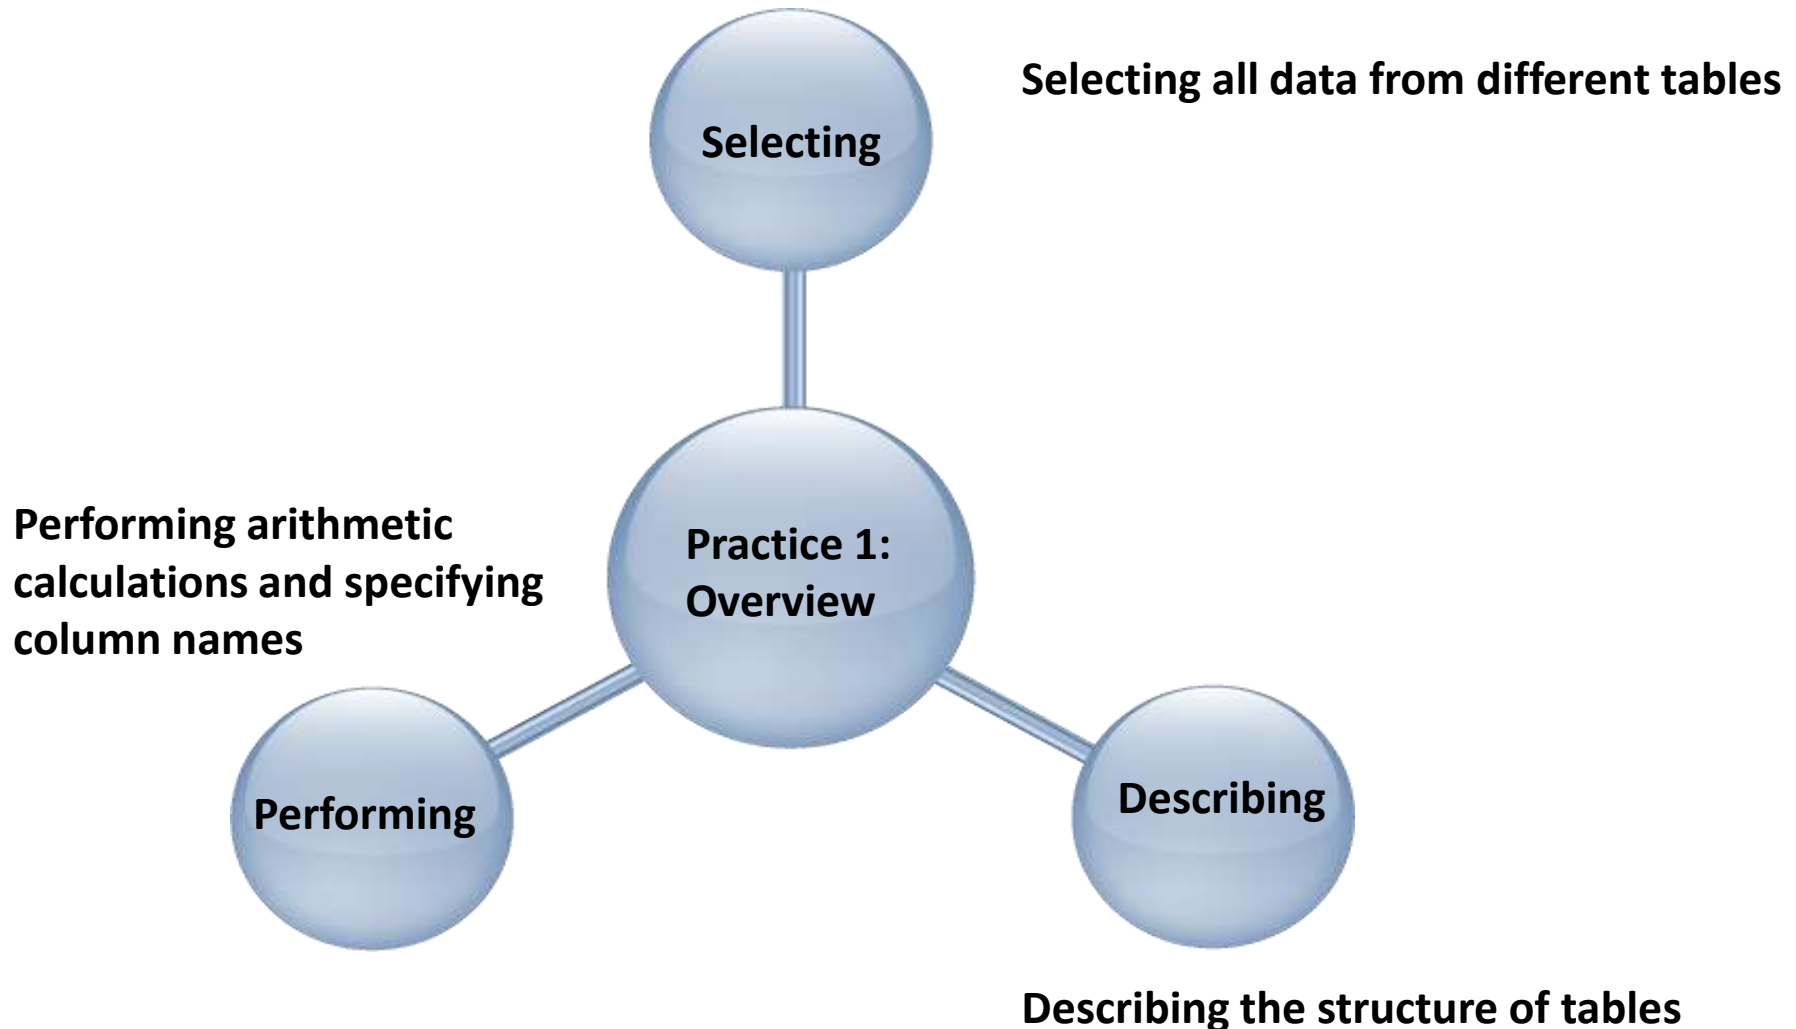 Selecting all data from different tables
Selecting
Performing arithmetic
calculations and specifying
column names
Practice 1:
Overview
Performing
Describing
Describing the structure of tables